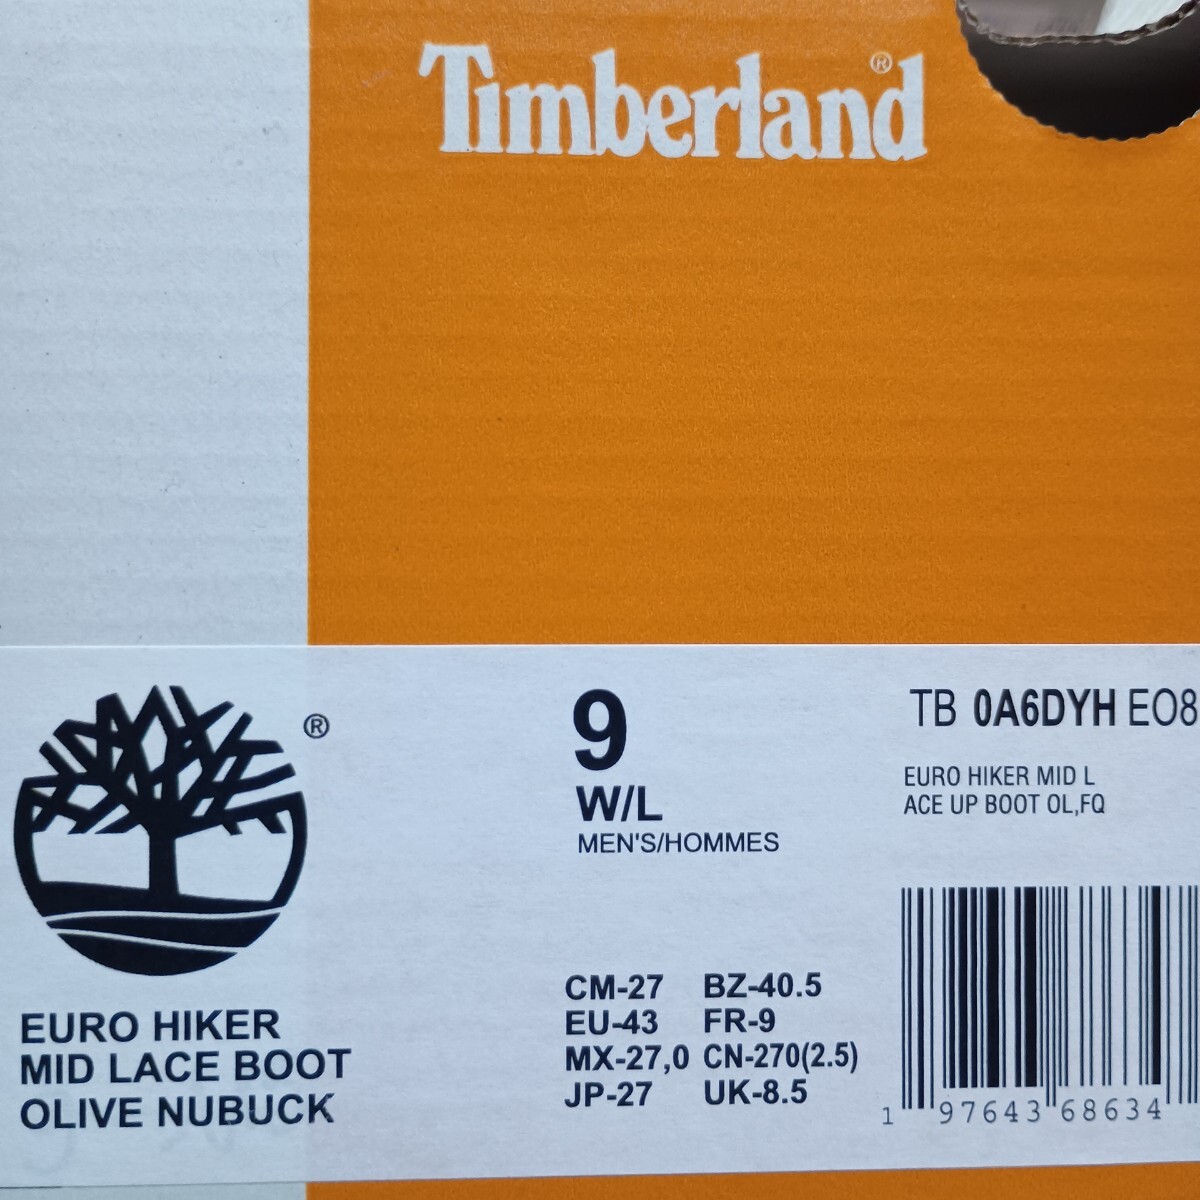 Timberland®
®
9
W/L
MEN'S/HOMMES
TB 0A6DYH EO8
EURO HIKER MID L
ACE UP BOOT OL,FQ
CM-27 BZ-40.5
EU-43 FR-9
MX-27,0 CN-270(2.5)
JP-27 UK-8.5
EURO HIKER
MID LACE BOOT
OLIVE NUBUCK
1 97643 68634